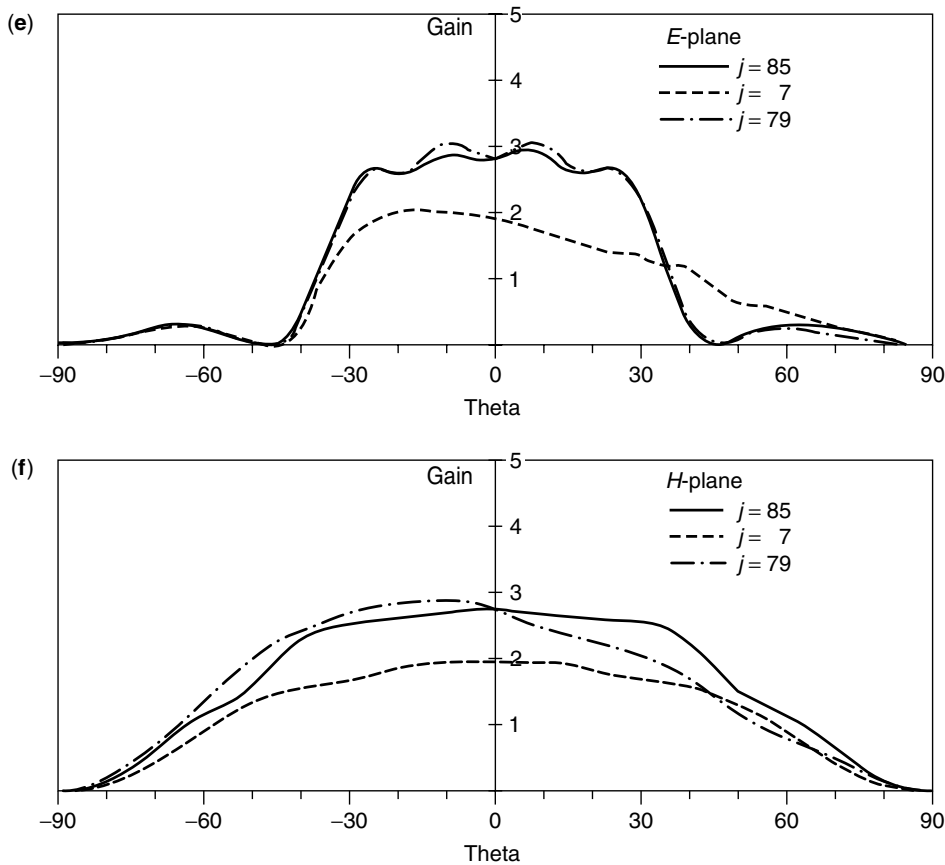 (e)
Gain
5
4
3
2
1
E-plane
j = 85
j = 7
j = 79
−90
−60
−30
0
30
60
90
Theta
(f)
Gain
5
4
3
2
1
H-plane
j = 85
j = 7
j = 79
−90
−60
−30
0
30
60
90
Theta